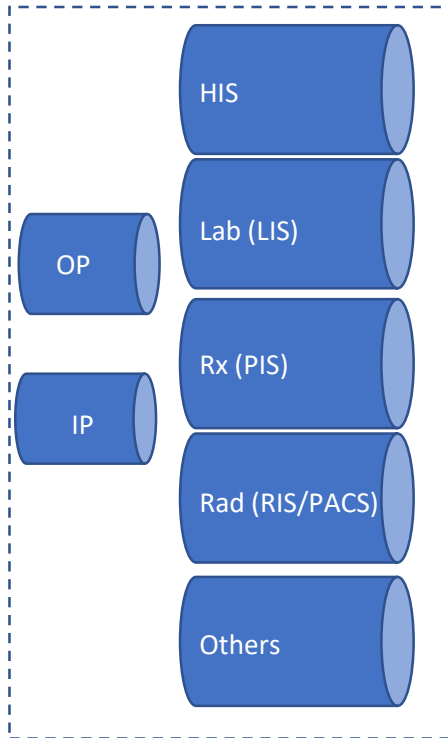 HIS
Lab (LIS)
OP
Rx (PIS)
IP
Rad (RIS/PACS)
Others